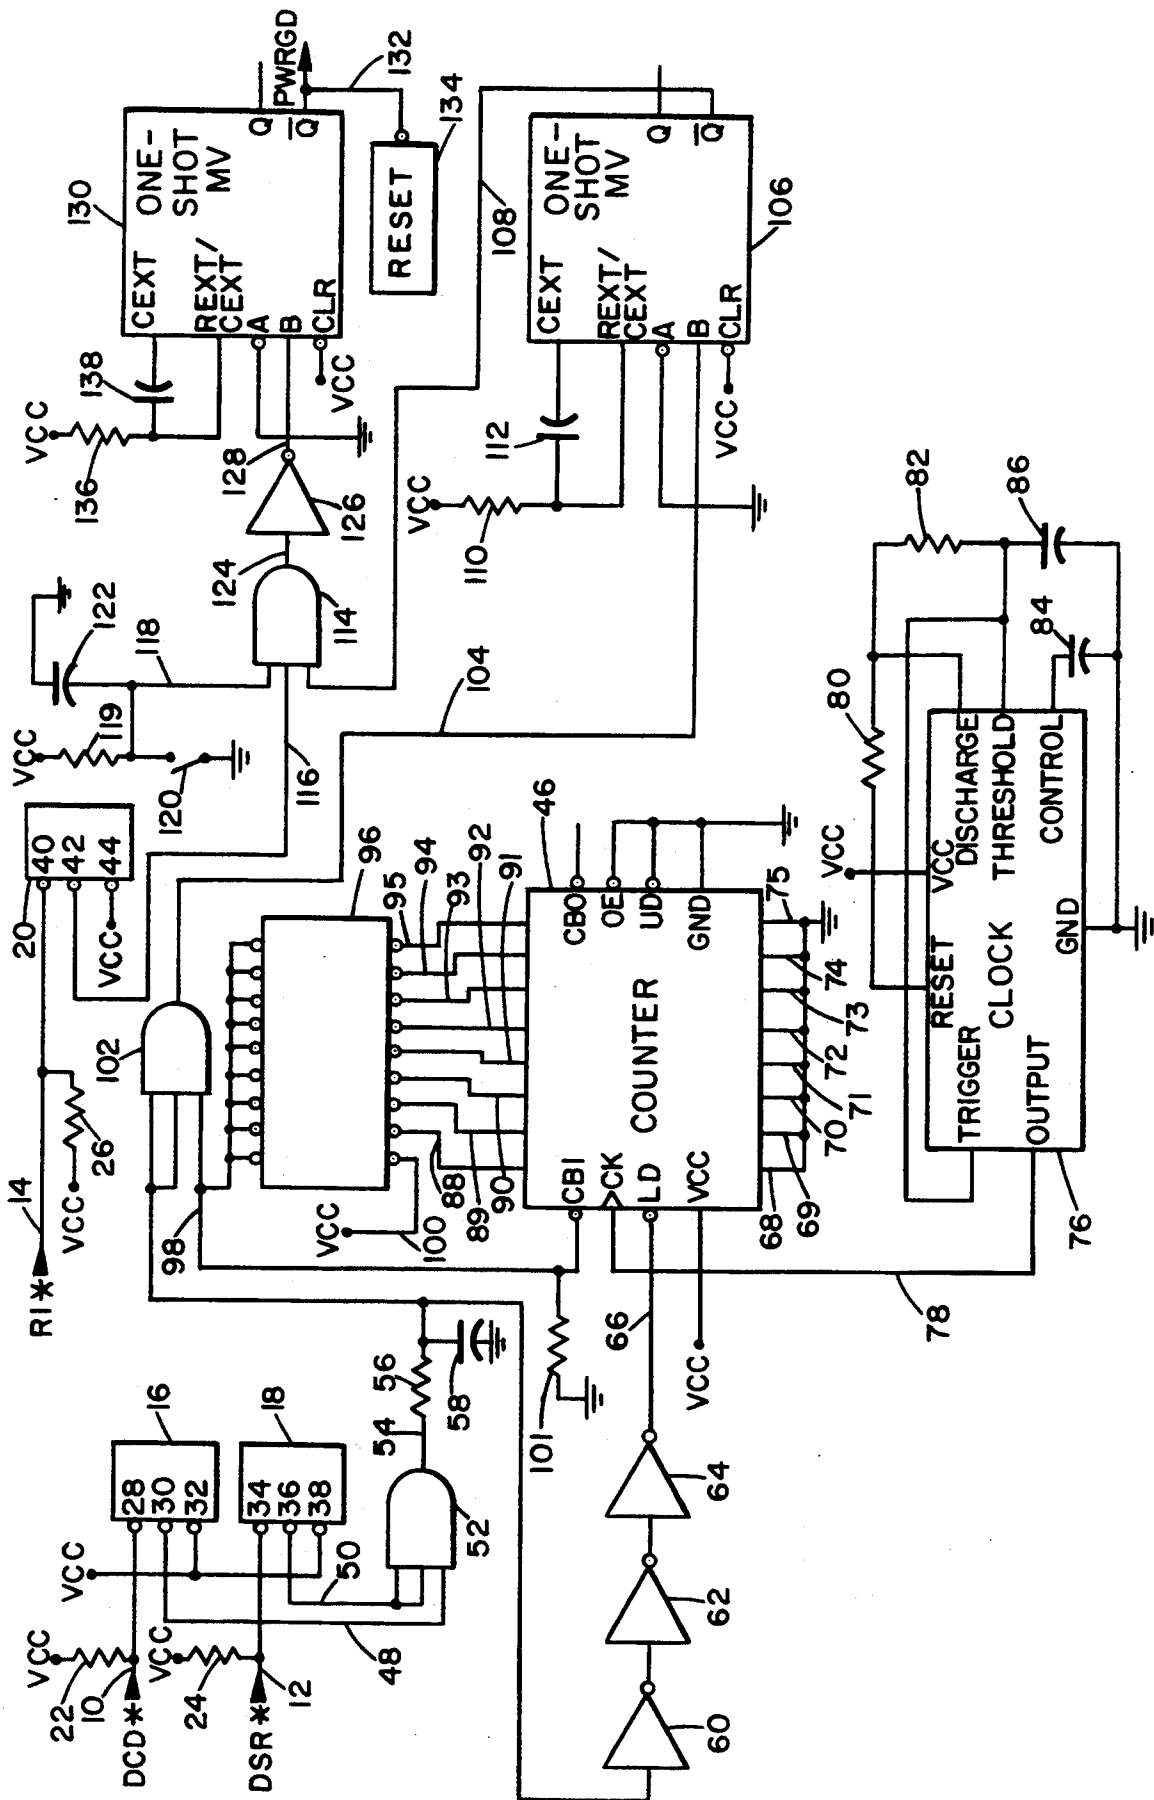 VCC
22
10
DCD*
VCC
24
DSR*
12
VCC
28
30
32
16
34
36
38
18
48
50
52
54
56
58
60
62
64
66
RI*
14
VCC
26
40
42
44
20
VCC
98
102
VCC
100
96
88
89
90
91
92
93
94
95
101
CBI
CK
LD
VCC
COUNTER
CBO
OE
UD
GND
46
VCC
68
69
70
71
72
73
74
75
78
TRIGGER
RESET
VCC
DISCHARGE
CLOCK
THRESHOLD
OUTPUT
GND
CONTROL
76
VCC
80
82
84
86
VCC
119
120
122
118
116
104
114
124
126
128
VCC
136
138
CEXT
REXT/
CEXT
A
B
CLR
VCC
ONE-
SHOT
MV
Q
Q
130
PWRGD
132
RESET
134
108
VCC
110
112
CEXT
REXT/
CEXT
A
B
CLR
VCC
ONE-
SHOT
MV
Q
Q
106